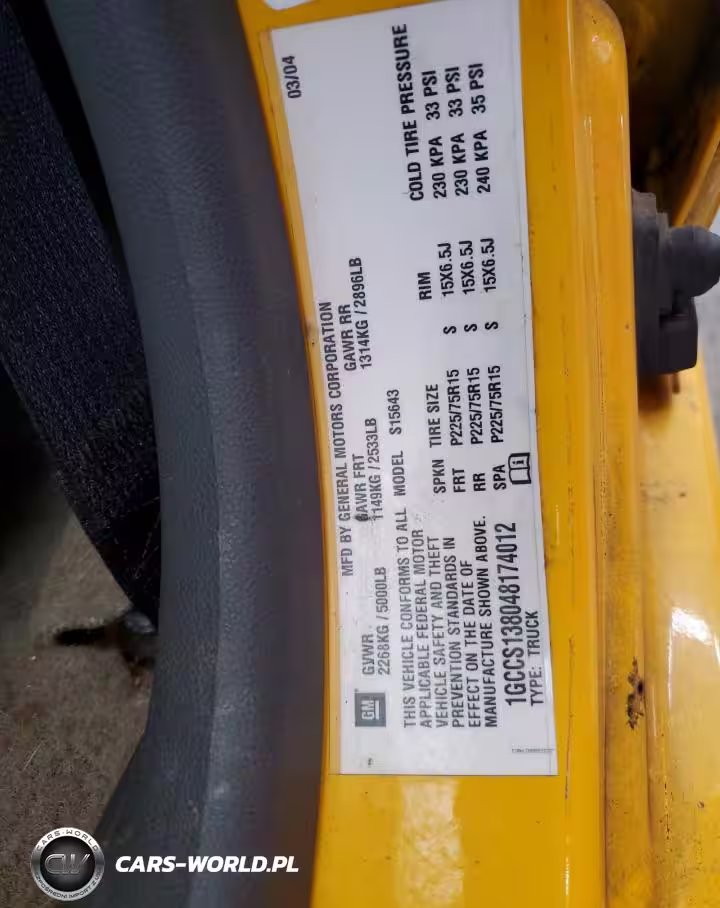 03/04
MFD BY GENERAL MOTORS CORPORATION
GVWR GAWR FRT GAWR RR
2268KG / 5000LB 1149KG / 2533LB 1314KG / 2896LB
GM
THIS VEHICLE CONFORMS TO ALL
APPLICABLE FEDERAL MOTOR
VEHICLE SAFETY AND THEFT
PREVENTION STANDARDS IN
EFFECT ON THE DATE OF
MANUFACTURE SHOWN ABOVE.
1GCCS138048174012
TYPE: TRUCK
MODEL S15643
SPKN TIRE SIZE RIM COLD TIRE PRESSURE
FRT P225/75R15 S 15X6.5J 230 KPA 33 PSI
RR P225/75R15 S 15X6.5J 230 KPA 33 PSI
SPA P225/75R15 S 15X6.5J 240 KPA 35 PSI
CARS-WORLD
CW
CARS-WORLD.PL